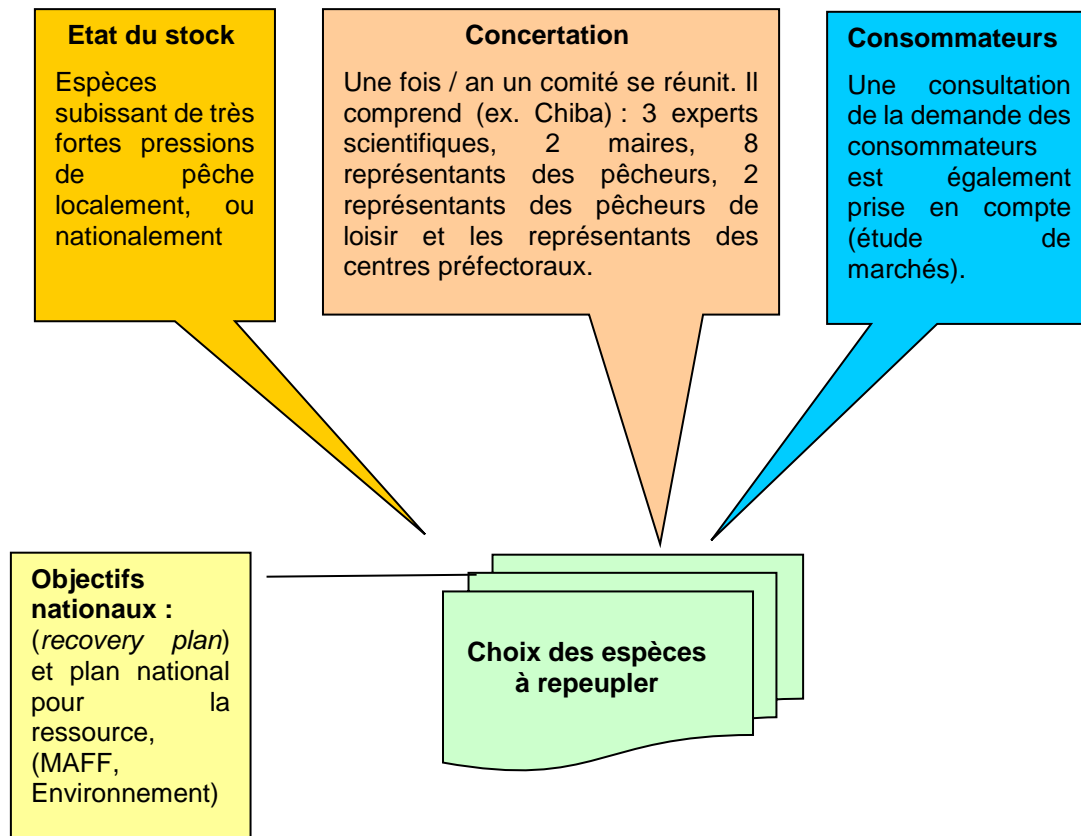 Etat du stock
Espèces
subissant de très
fortes pressions
de pêche
localement, ou
nationalement
Concertation
Une fois / an un comité se réunit. Il
comprend (ex. Chiba) : 3 experts
scientifiques, 2 maires, 8
représentants des pêcheurs, 2
représentants des pêcheurs de
loisir et les représentants des
centres préfectoraux.
Consommateurs
Une consultation
de la demande des
consommateurs
est également
prise en compte
(étude de
marchés).
Objectifs
nationaux :
(recovery plan)
et plan national
pour la
ressource,
(MAFF,
Environnement)
Choix des espèces
à repeupler